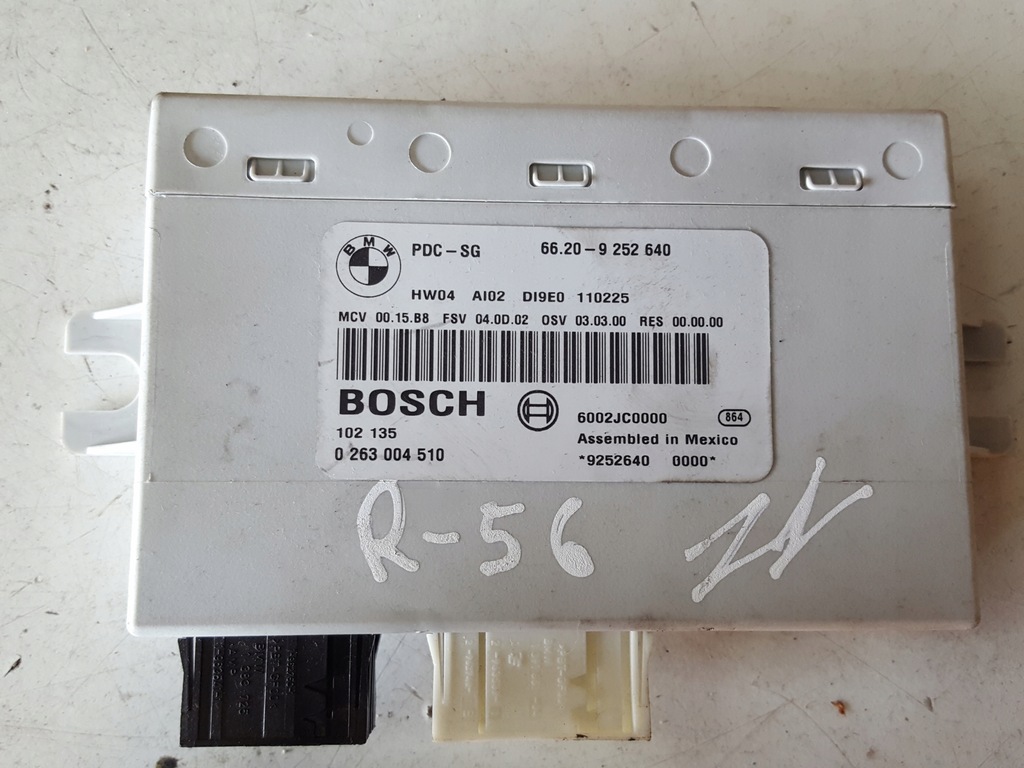 BMW
PDC-SG 66.20-9 252 640
HW04 AI02 DI9E0 110225
MCV 00.15.B8 FSV 04.0D.02 OSV 03.03.00 RES 00.00.00
BOSCH
6002JC0000 864
102 135 Assembled in Mexico
0 263 004 510 *9252640 0000*
R-56